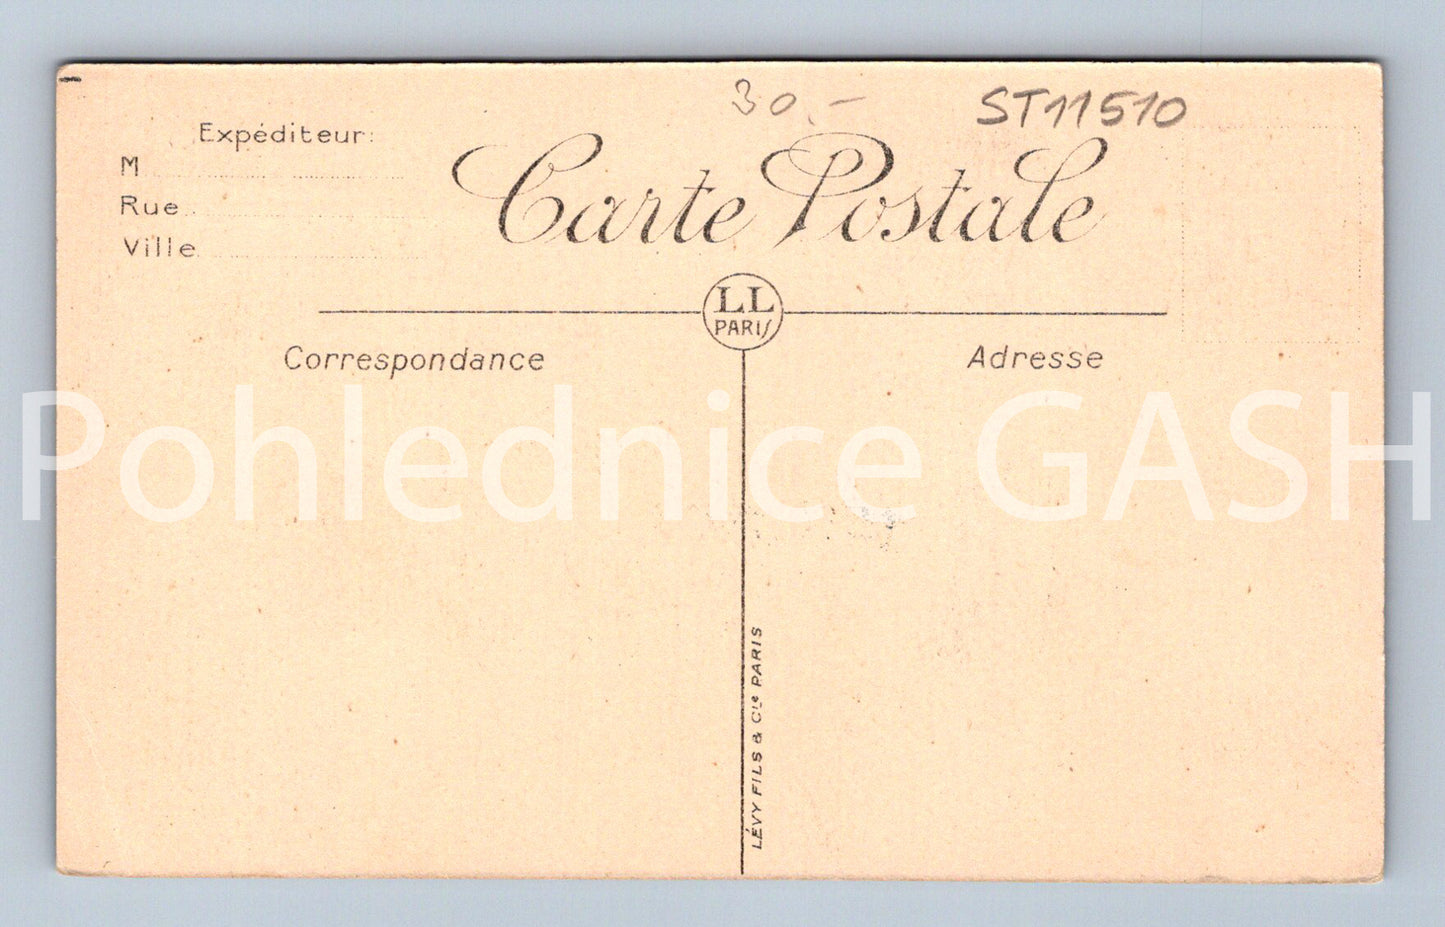 30.-
ST11510
Expéditeur:
M
Rue
Ville
Carte Postale
LL
PARIS
Correspondance
Adresse
Pohlednice GASH
LÉVY FILS & Cie PARIS